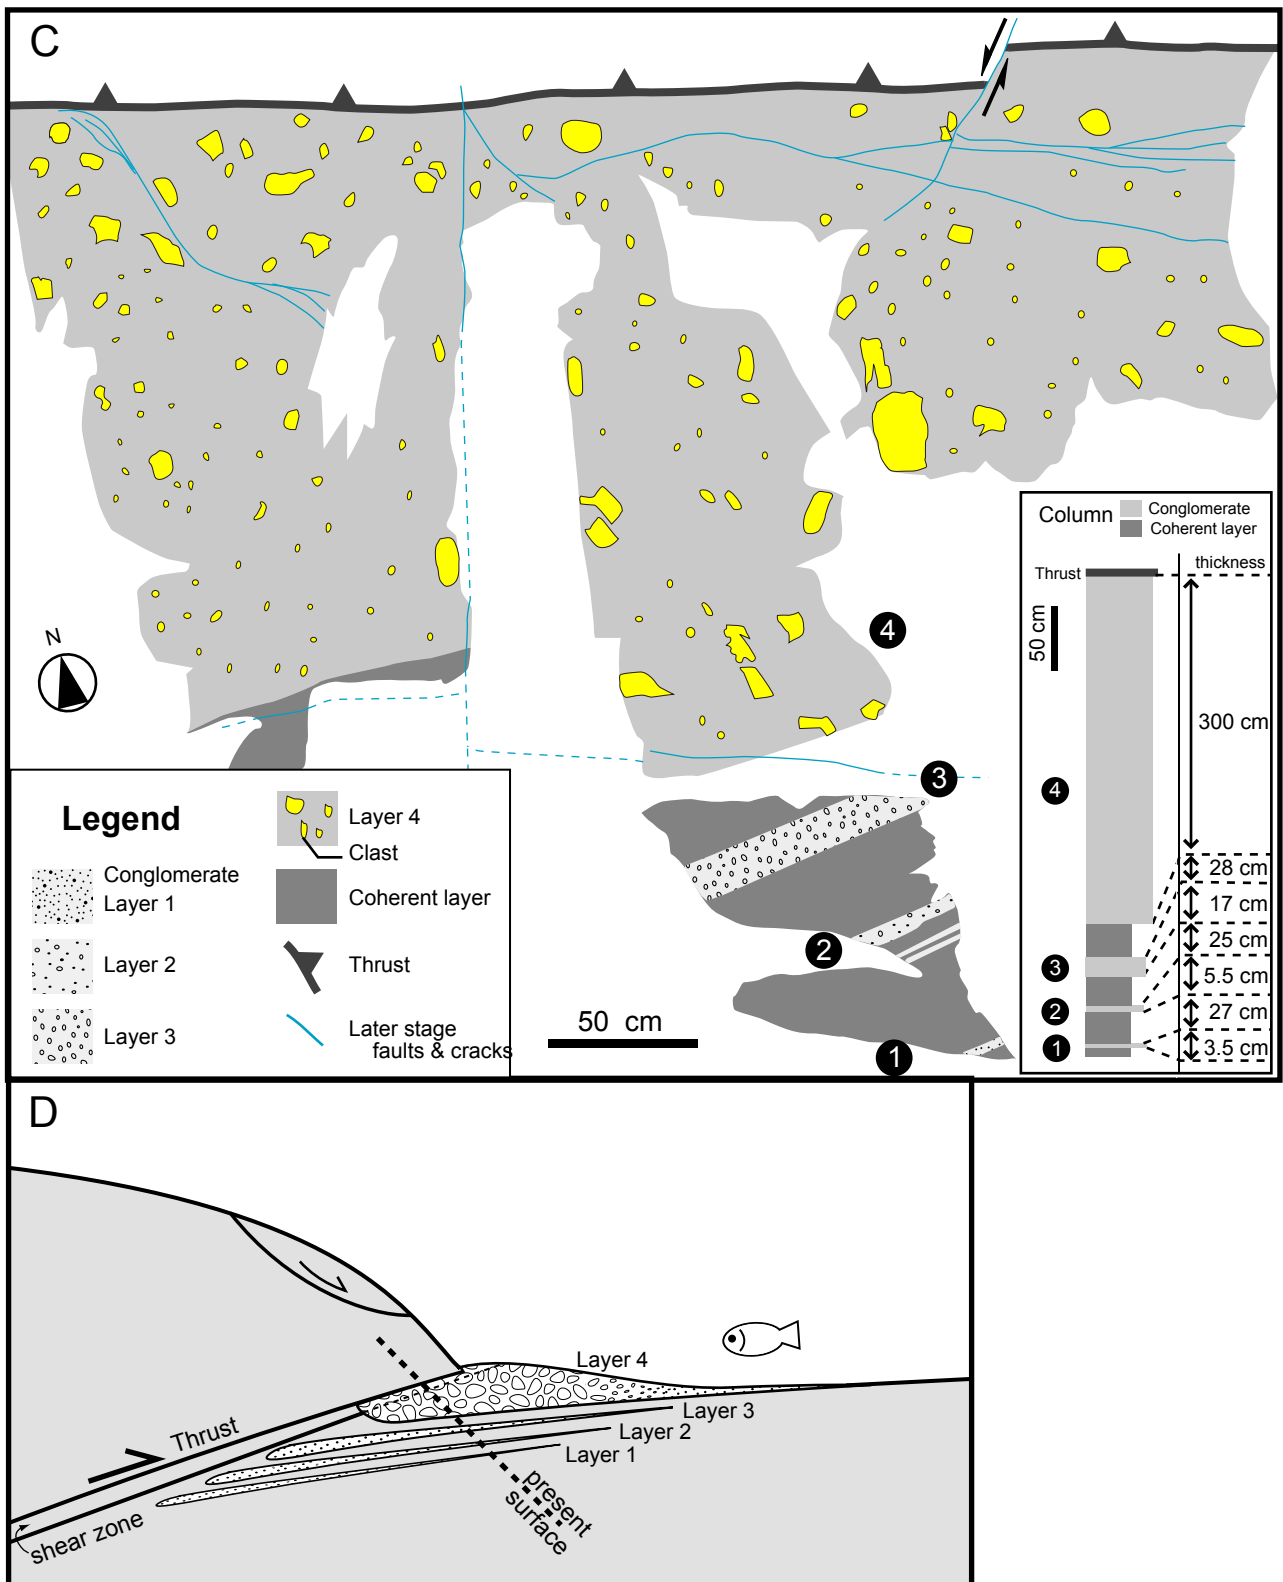 C
N
4
3
2
1
50 cm
Legend
Conglomerate
Layer 1
Layer 2
Layer 3
Layer 4
Clast
Coherent layer
Thrust
Later stage
faults & cracks
Column
Conglomerate
Coherent layer
thickness
Thrust
50 cm
300 cm
4
28 cm
17 cm
25 cm
3
5.5 cm
2
27 cm
1
3.5 cm
D
Layer 4
Layer 3
Layer 2
Layer 1
Thrust
shear zone
present
surface